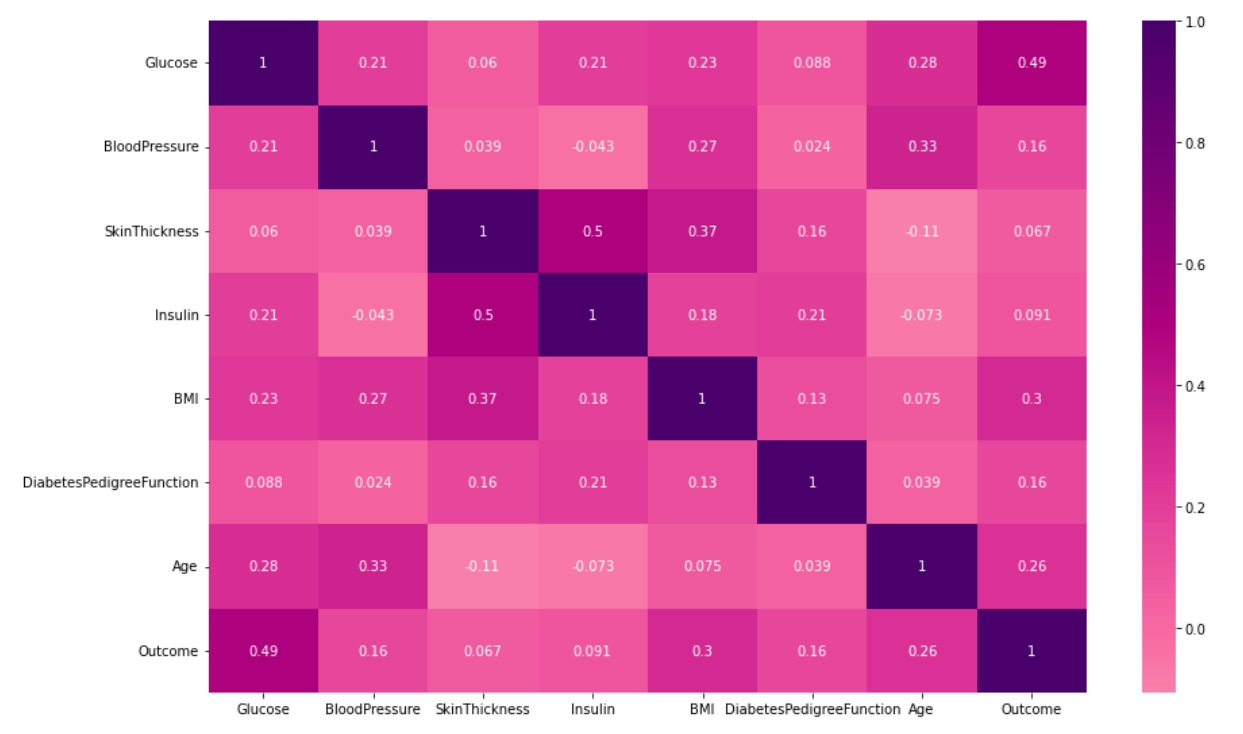 1.0
Glucose 1 0.21 0.06 0.21 0.23 0.088 0.28 0.49
0.8
BloodPressure 0.21 1 0.039 -0.043 0.27 0.024 0.33 0.16
SkinThickness 0.06 0.039 1 0.5 0.37 0.16 -0.11 0.067
0.6
Insulin 0.21 -0.043 0.5 1 0.18 0.21 -0.073 0.091
0.4
BMI 0.23 0.27 0.37 0.18 1 0.13 0.075 0.3
DiabetesPedigreeFunction 0.088 0.024 0.16 0.21 0.13 1 0.039 0.16
0.2
Age 0.28 0.33 -0.11 -0.073 0.075 0.039 1 0.26
0.0
Outcome 0.49 0.16 0.067 0.091 0.3 0.16 0.26 1
Glucose BloodPressure SkinThickness Insulin BMI DiabetesPedigreeFunction Age Outcome